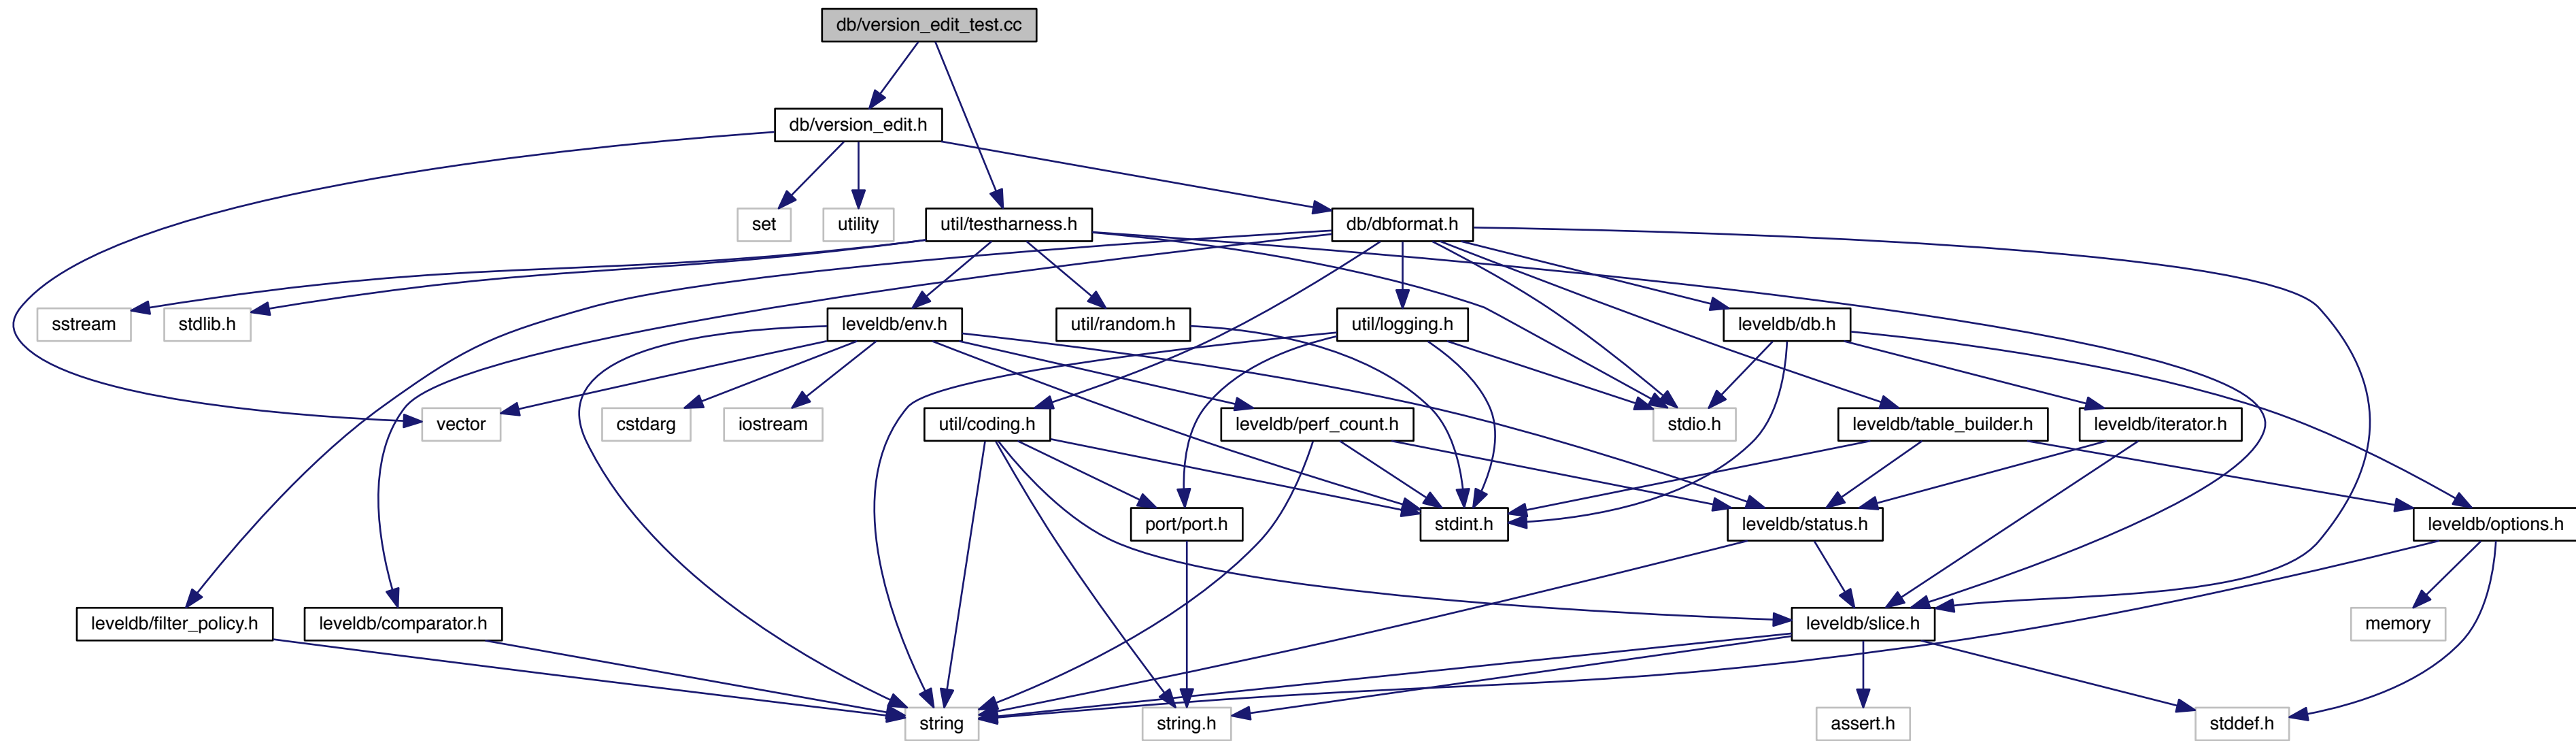 db/version_edit_test.cc
db/version_edit.h
set
utility
util/testharness.h
db/dbformat.h
sstream
stdlib.h
leveldb/env.h
util/random.h
util/logging.h
leveldb/db.h
vector
cstdarg
iostream
util/coding.h
leveldb/perf_count.h
stdio.h
leveldb/table_builder.h
leveldb/iterator.h
port/port.h
stdint.h
leveldb/status.h
leveldb/options.h
leveldb/filter_policy.h
leveldb/comparator.h
leveldb/slice.h
memory
string
string.h
assert.h
stddef.h